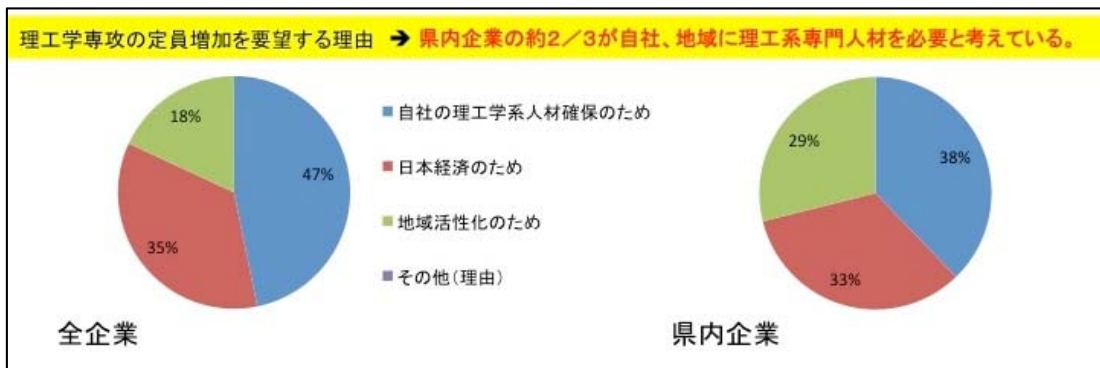 理工学専攻の定員増加を要望する理由 ➔ 県内企業の約2／3が自社、地域に理工系専門人材を必要と考えている。
18%
47%
35%
自社の理工学系人材確保のため
日本経済のため
地域活性化のため
その他(理由)
29%
38%
33%
全企業
県内企業